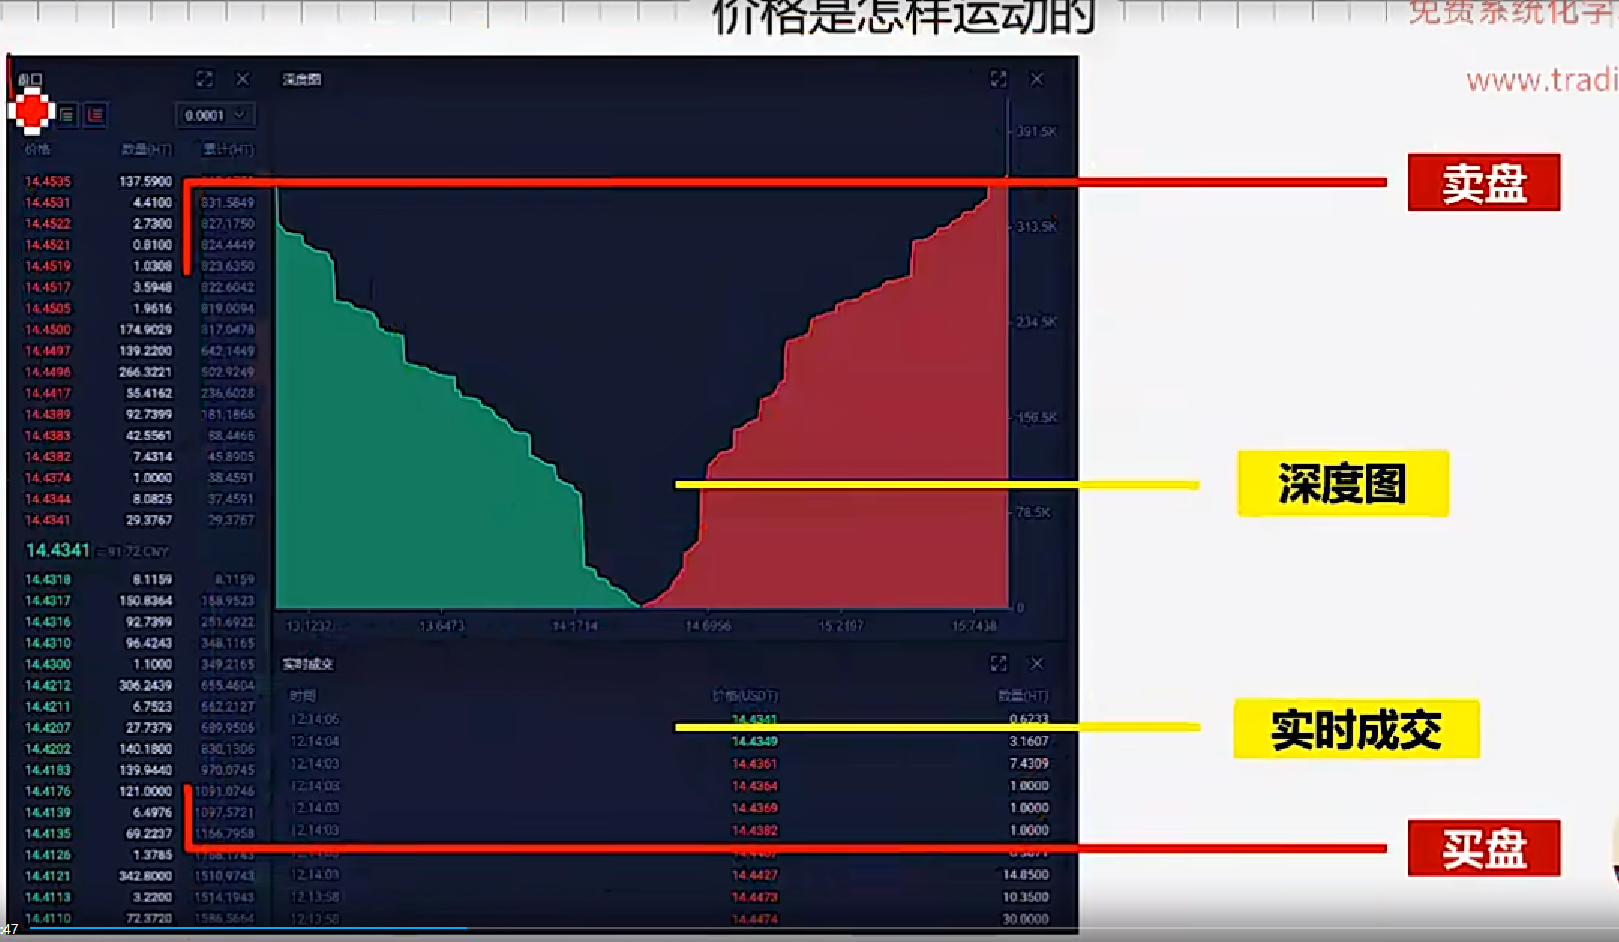 价格是怎样运动的
免费系统化学
www.tradi
盘口
深度图
0.0001
391.5K
价格 数量(HT) 累计(HT)
14.4535 137.5900
14.4531 4.4100 831.5849
14.4522 2.7300 827.1750
14.4521 0.8100 824.4449
14.4519 1.0308 823.6350
14.4517 3.5948 822.6042
14.4505 1.9616 819.0094
14.4500 174.9029 817.0478
14.4497 139.2200 642.1449
14.4496 266.3221 502.9249
14.4417 55.4162 236.6028
14.4389 92.7399 181.1866
14.4383 42.5561 88.4466
14.4382 7.4314 45.8905
14.4374 1.0000 38.4591
14.4344 8.0825 37.4591
14.4341 29.3767 29.3767
14.4341 ≈ 91.72 CNY
14.4318 8.1159 8.1159
14.4317 150.8364 158.9523
14.4316 92.7399 251.6922
14.4310 96.4243 348.1165
14.4300 1.1000 349.2165
14.4212 306.2439 655.4604
14.4211 6.7523 662.2127
14.4207 27.7379 689.9506
14.4202 140.1800 830.1306
14.4183 139.9440 970.0745
14.4176 121.0000 1091.0746
14.4139 6.4976 1097.5721
14.4135 69.2237 1166.7958
14.4126 1.3785 1168.1743
14.4121 342.8000 1510.9743
14.4113 3.2200 1514.1943
14.4110 72.3720 1586.5664
卖盘
313.5K
234.5K
156.5K
78.5K
0
13.1232 13.6473 14.1714 14.6956 15.2197 15.7438
深度图
实时成交
时间 价格(USDT) 数量(HT)
12:14:06 14.4341 0.6233
12:14:04 14.4349 3.1607
12:14:03 14.4361 7.4309
12:14:03 14.4364 1.0000
12:14:03 14.4369 1.0000
12:14:03 14.4382 1.0000
12:14:03 14.4427 14.8500
12:13:58 14.4473 10.3500
12:13:58 14.4474 30.0000
实时成交
买盘
:47